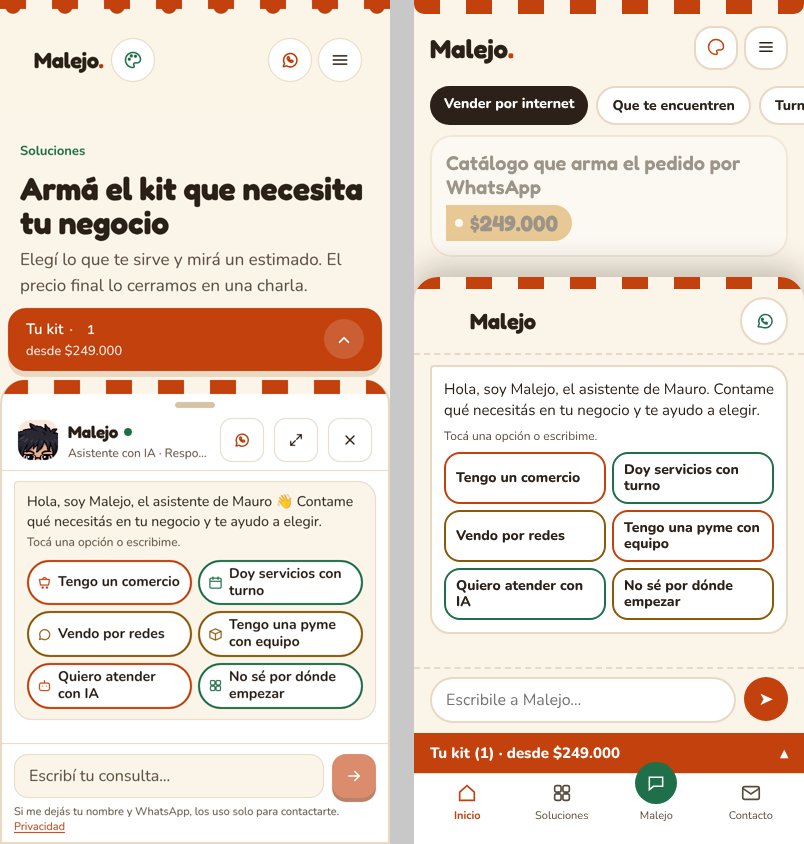 Malejo.
Soluciones
Armá el kit que necesita
tu negocio
Elegí lo que te sirve y mirá un estimado. El
precio final lo cerramos en una charla.
Tu kit · 1
desde $249.000
Malejo
Asistente con IA · Respo...
Hola, soy Malejo, el asistente de Mauro 👋 Contame
qué necesitás en tu negocio y te ayudo a elegir.
Tocá una opción o escribime.
Tengo un comercio
Doy servicios con
turno
Vendo por redes
Tengo una pyme
con equipo
Quiero atender
con IA
No sé por dónde
empezar
Escribí tu consulta...
Si me dejás tu nombre y WhatsApp, los uso solo para contactarte.
Privacidad
Malejo.
Vender por internet
Que te encuentren
Turn
Catálogo que arma el pedido por
WhatsApp
$249.000
Malejo
Hola, soy Malejo, el asistente de Mauro. Contame
qué necesitás en tu negocio y te ayudo a elegir.
Tocá una opción o escribime.
Tengo un comercio
Doy servicios con
turno
Vendo por redes
Tengo una pyme con
equipo
Quiero atender con
IA
No sé por dónde
empezar
Escribile a Malejo...
Tu kit (1) · desde $249.000
Inicio
Soluciones
Malejo
Contacto